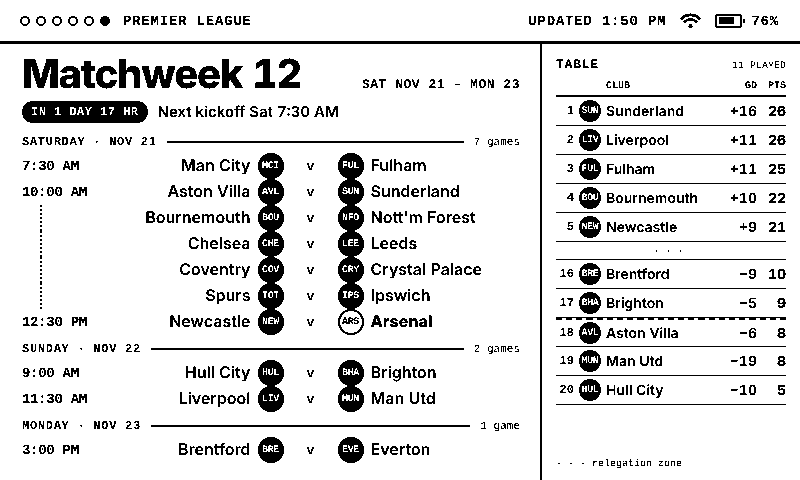 PREMIER LEAGUE
UPDATED 1:50 PM 76%
Matchweek 12
SAT NOV 21 – MON 23
IN 1 DAY 17 HR Next kickoff Sat 7:30 AM
SATURDAY · NOV 21 7 games
7:30 AM Man City MCI v FUL Fulham
10:00 AM Aston Villa AVL v SUN Sunderland
Bournemouth BOU v NFO Nott'm Forest
Chelsea CHE v LEE Leeds
Coventry COV v CRY Crystal Palace
Spurs TOT v IPS Ipswich
12:30 PM Newcastle NEW v ARS Arsenal
SUNDAY · NOV 22 2 games
9:00 AM Hull City HUL v BHA Brighton
11:30 AM Liverpool LIV v MUN Man Utd
MONDAY · NOV 23 1 game
3:00 PM Brentford BRE v EVE Everton
TABLE 11 PLAYED
CLUB GD PTS
1 SUN Sunderland +16 26
2 LIV Liverpool +11 26
3 FUL Fulham +11 25
4 BOU Bournemouth +10 22
5 NEW Newcastle +9 21
· · ·
16 BRE Brentford −9 10
17 BHA Brighton −5 9
18 AVL Aston Villa −6 8
19 MUN Man Utd −19 8
20 HUL Hull City −10 5
- - - relegation zone